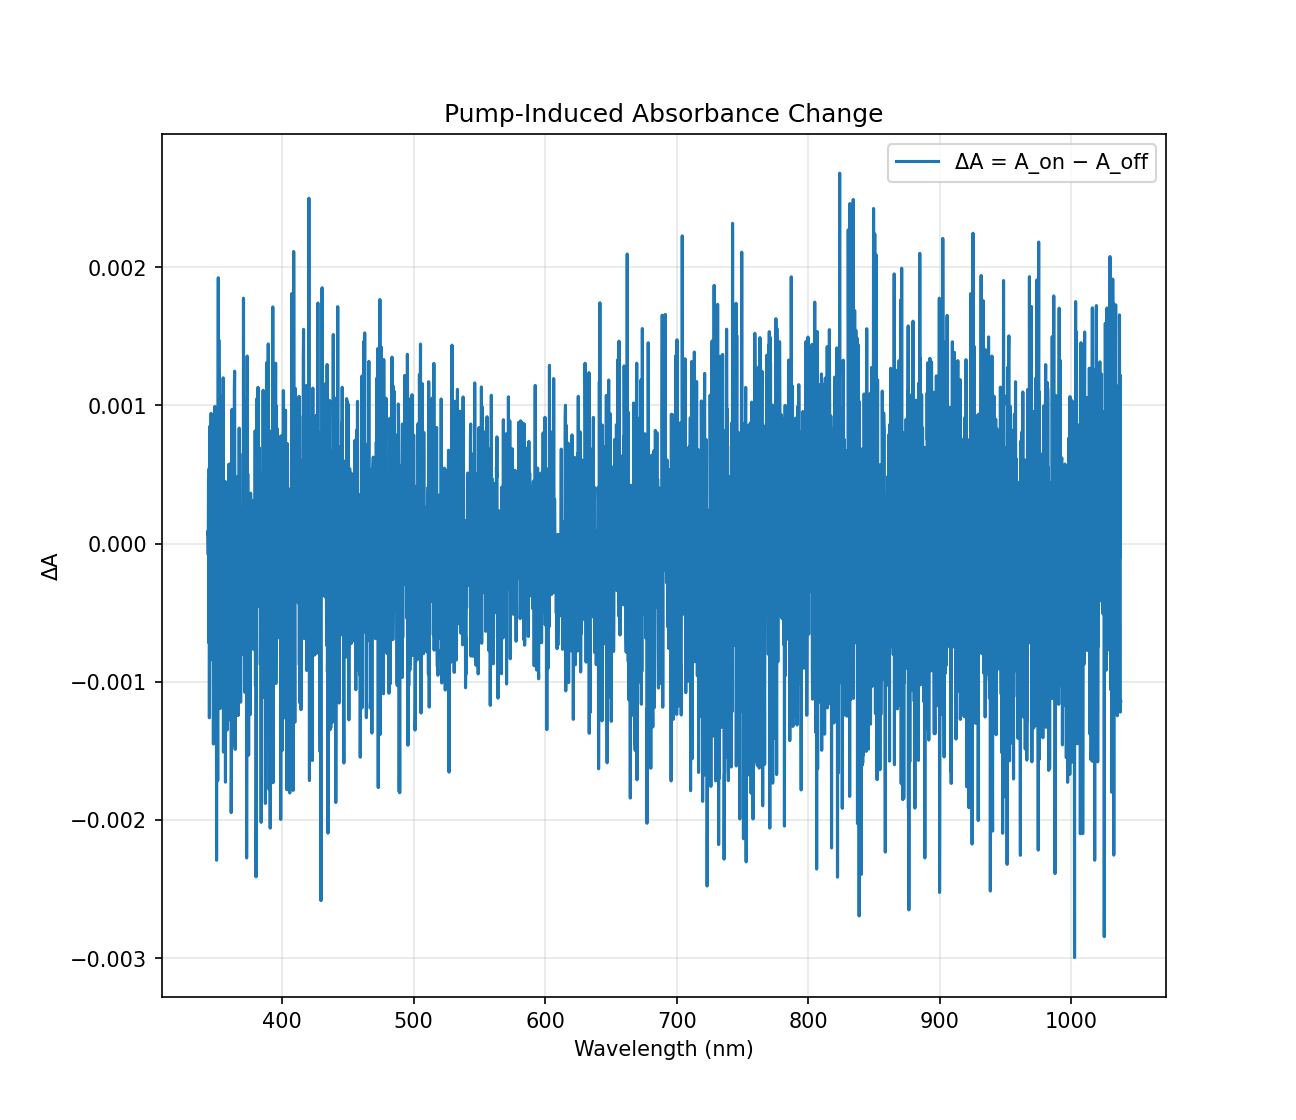 Pump-Induced Absorbance Change
ΔA = A_on − A_off
0.002
0.001
0.000
−0.001
−0.002
−0.003
ΔA
400 500 600 700 800 900 1000
Wavelength (nm)